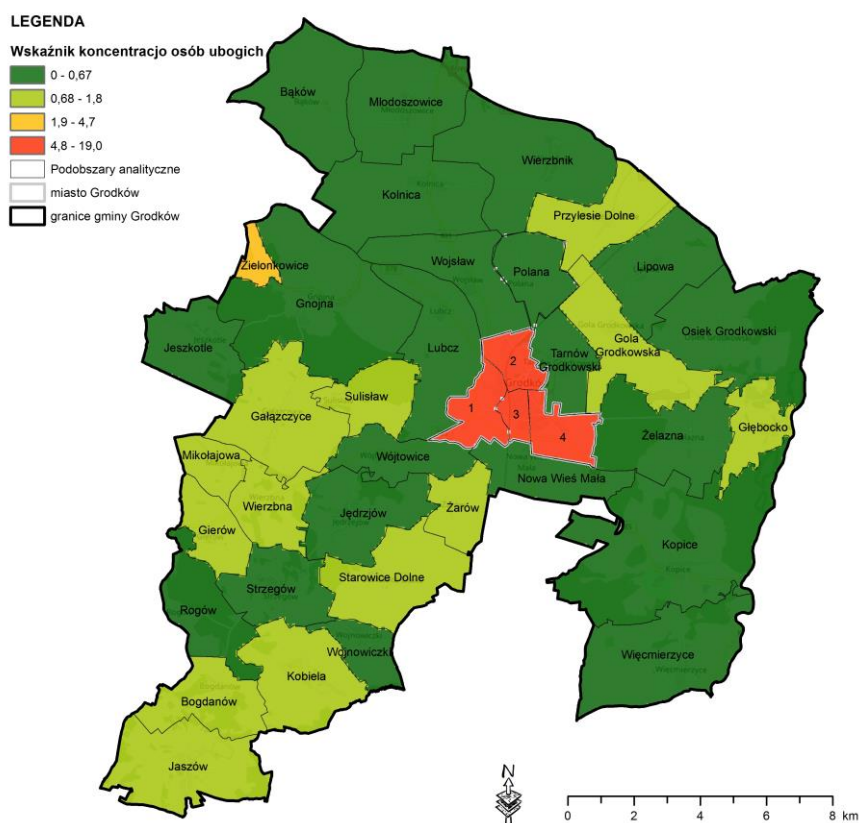 LEGENDA
Wskaźnik koncentracjo osób ubogich
0 - 0,67
0,68 - 1,8
1,9 - 4,7
4,8 - 19,0
Podobszary analityczne
miasto Grodków
granice gminy Grodków
Bąków
Młodoszowice
Wierzbnik
Kolnica
Przylesie Dolne
Zielonkowice
Wojsław
Polana
Lipowa
Gnojna
Jeszkotle
Lubcz
Osiek Grodkowski
Gola
Grodkowska
Tarnów
Grodkowski
2
Sulisław
Gałązczyce
1
3
4
Żelazna
Głębocko
Mikołajowa
Wójtowice
Nowa Wieś Mała
Wierzbna
Jędrzjów
Żarów
Gierów
Kopice
Starowice Dolne
Strzegów
Rogów
Wojnowiczki
Więcmierzyce
Kobiela
Bogdanów
Jaszów
N
0 2 4 6 8 km